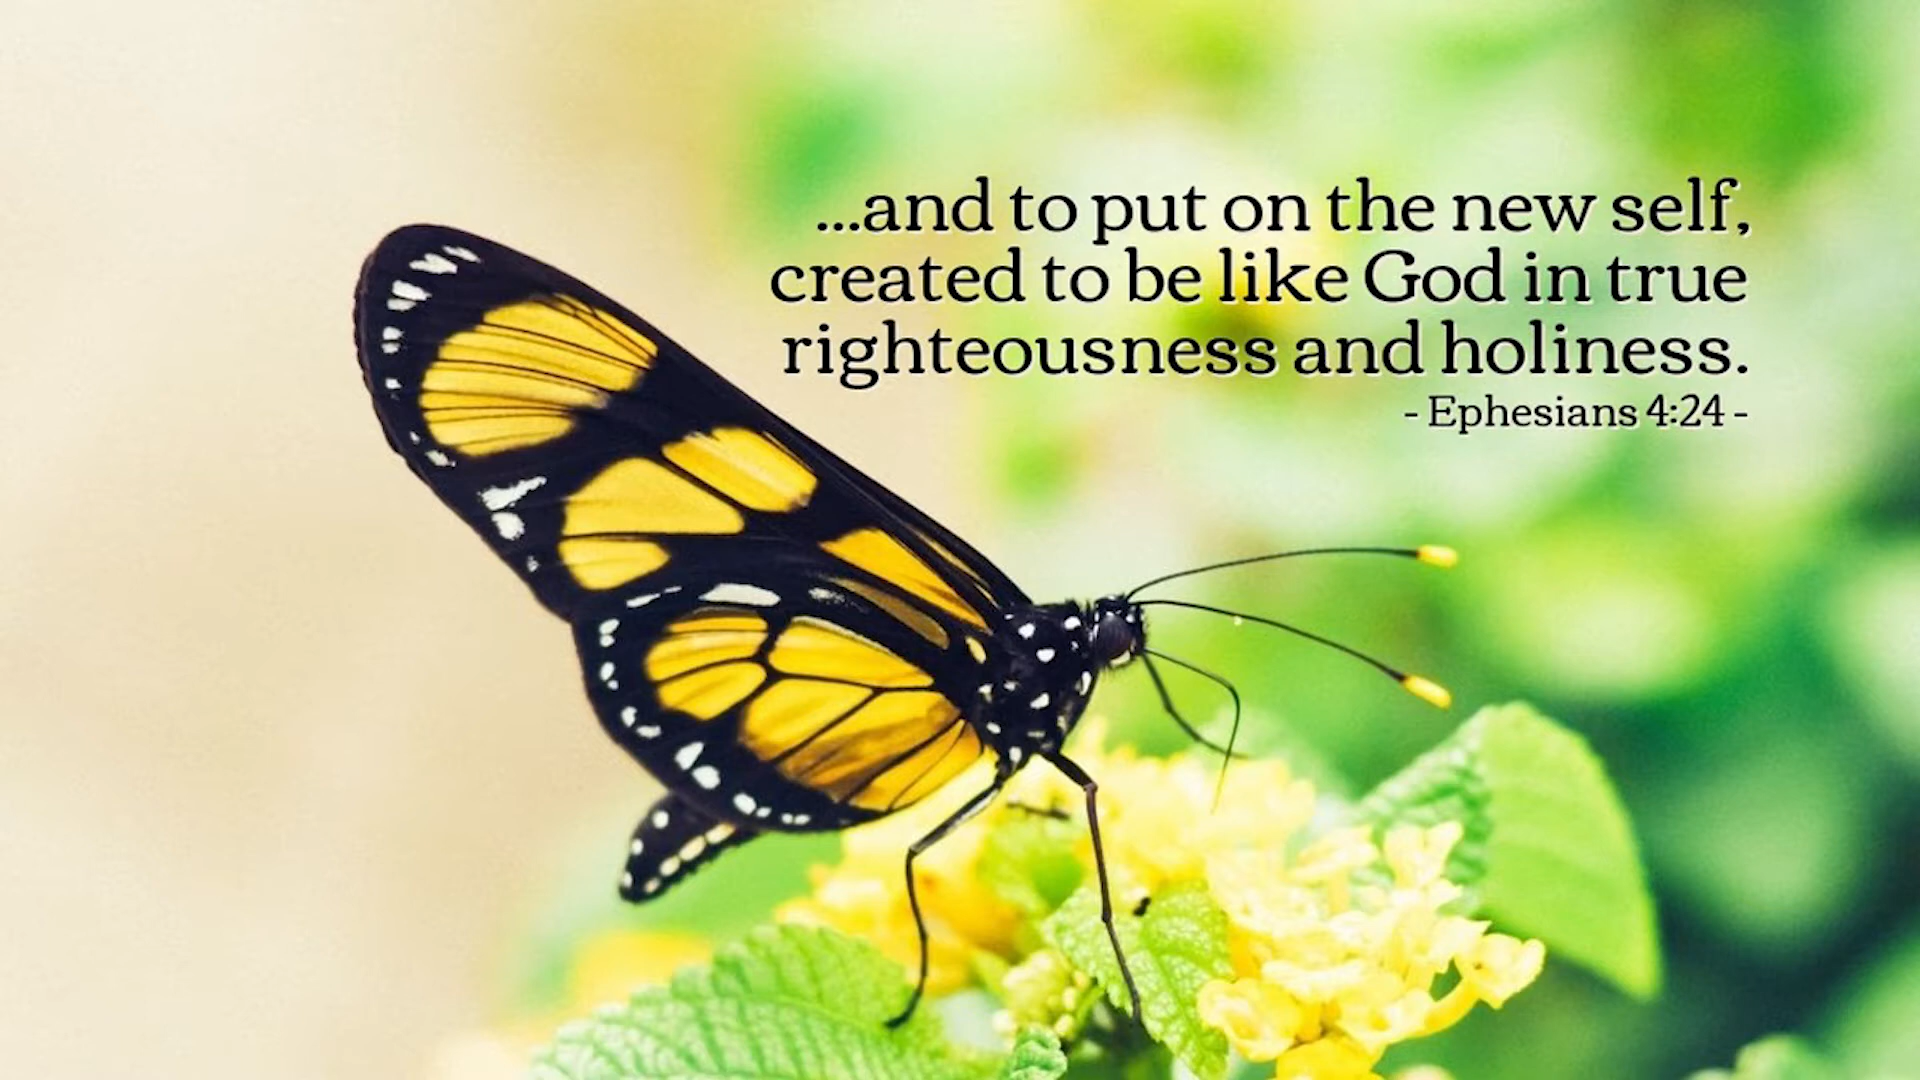 ...and to put on the new self,
created to be like God in true
righteousness and holiness.
- Ephesians 4:24 -